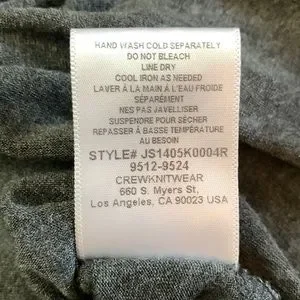 HAND WASH COLD SEPARATELY
DO NOT BLEACH
LINE DRY
COOL IRON AS NEEDED
LAVER À LA MAIN À L'EAU FROIDE
SÉPARÉMENT
NES PAS JAVELLISER
SUSPENDRE POUR SÉCHER
REPASSER À BASSE TEMPÉRATURE
AU BESOIN
STYLE# JS1405K0004R
9512-9524
CREWKNITWEAR
660 S. Myers St,
Los Angeles, CA 90023 USA